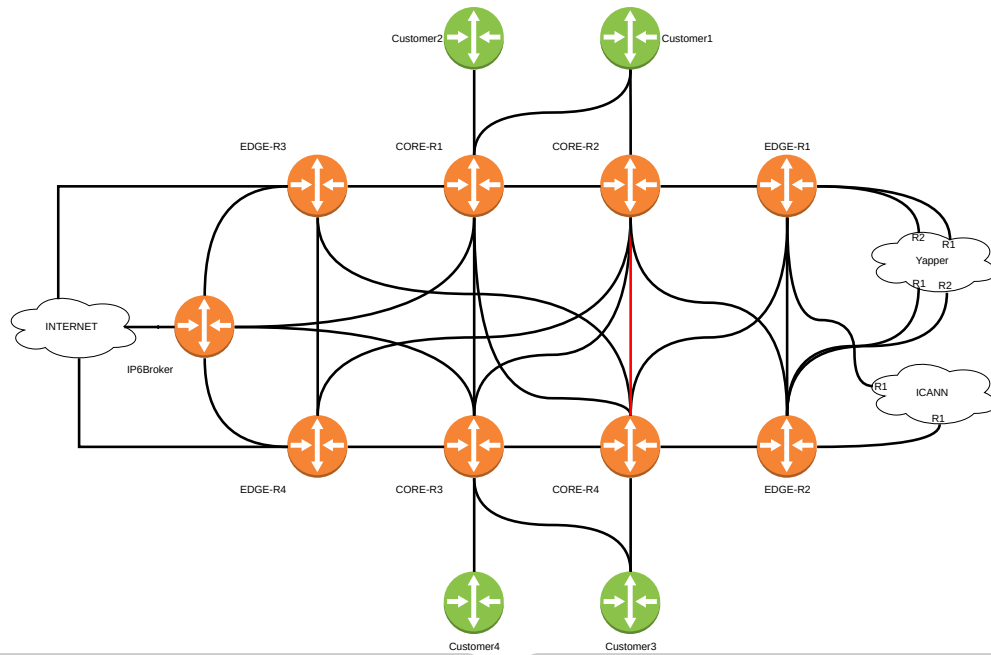 Customer2
Customer1
EDGE-R3
CORE-R1
CORE-R2
EDGE-R1
R2
R1
Yapper
R1
R2
INTERNET
IP6Broker
R1
ICANN
R1
EDGE-R4
CORE-R3
CORE-R4
EDGE-R2
Customer4
Customer3